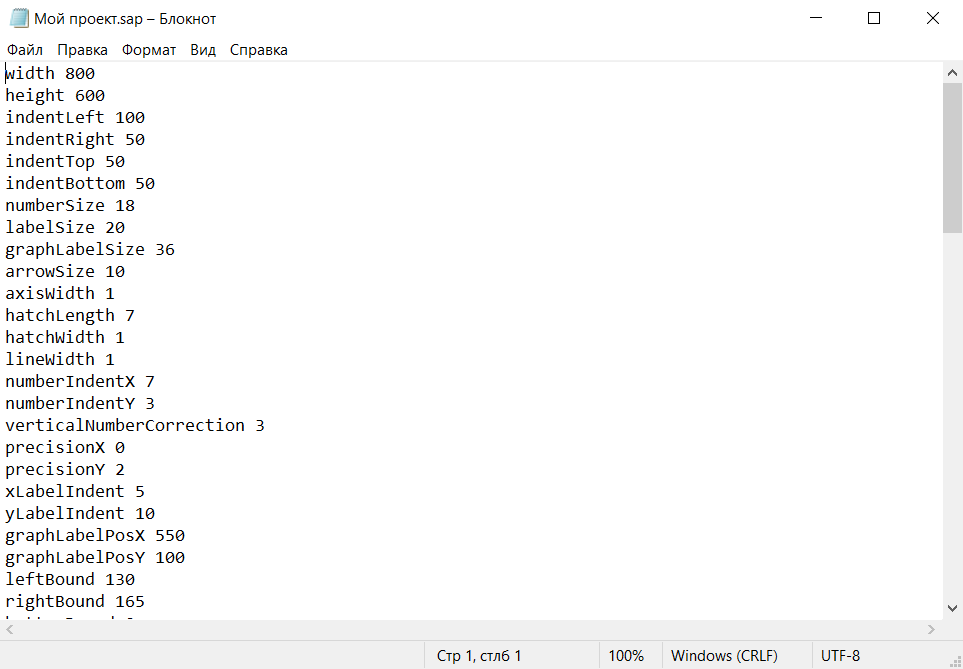 Мой проект.sap – Блокнот
Файл Правка Формат Вид Справка
width 800
height 600
indentLeft 100
indentRight 50
indentTop 50
indentBottom 50
numberSize 18
labelSize 20
graphLabelSize 36
arrowSize 10
axisWidth 1
hatchLength 7
hatchWidth 1
lineWidth 1
numberIndentX 7
numberIndentY 3
verticalNumberCorrection 3
precisionX 0
precisionY 2
xLabelIndent 5
yLabelIndent 10
graphLabelPosX 550
graphLabelPosY 100
leftBound 130
rightBound 165
Стр 1, стлб 1 100% Windows (CRLF) UTF-8